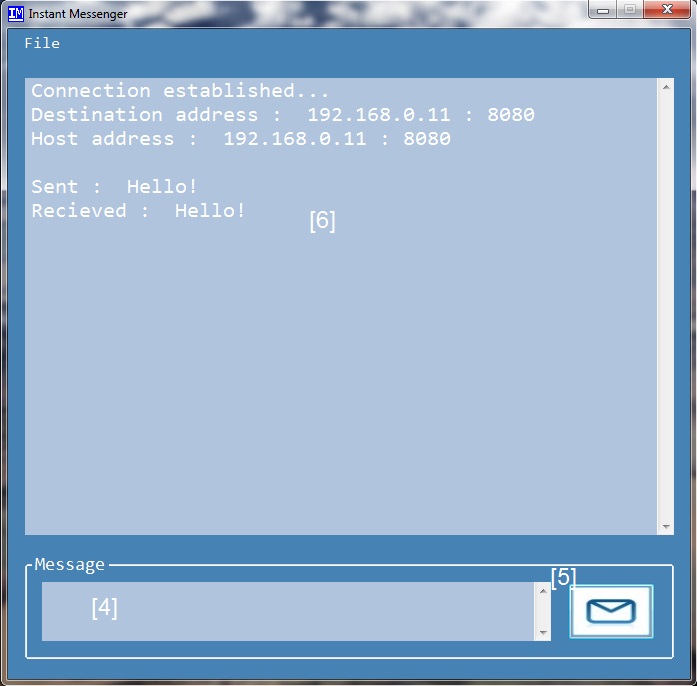 IM Instant Messenger
File
Connection established...
Destination address :  192.168.0.11 : 8080
Host address :  192.168.0.11 : 8080
Sent :  Hello!
Recieved :  Hello!
[6]
Message
[5]
[4]